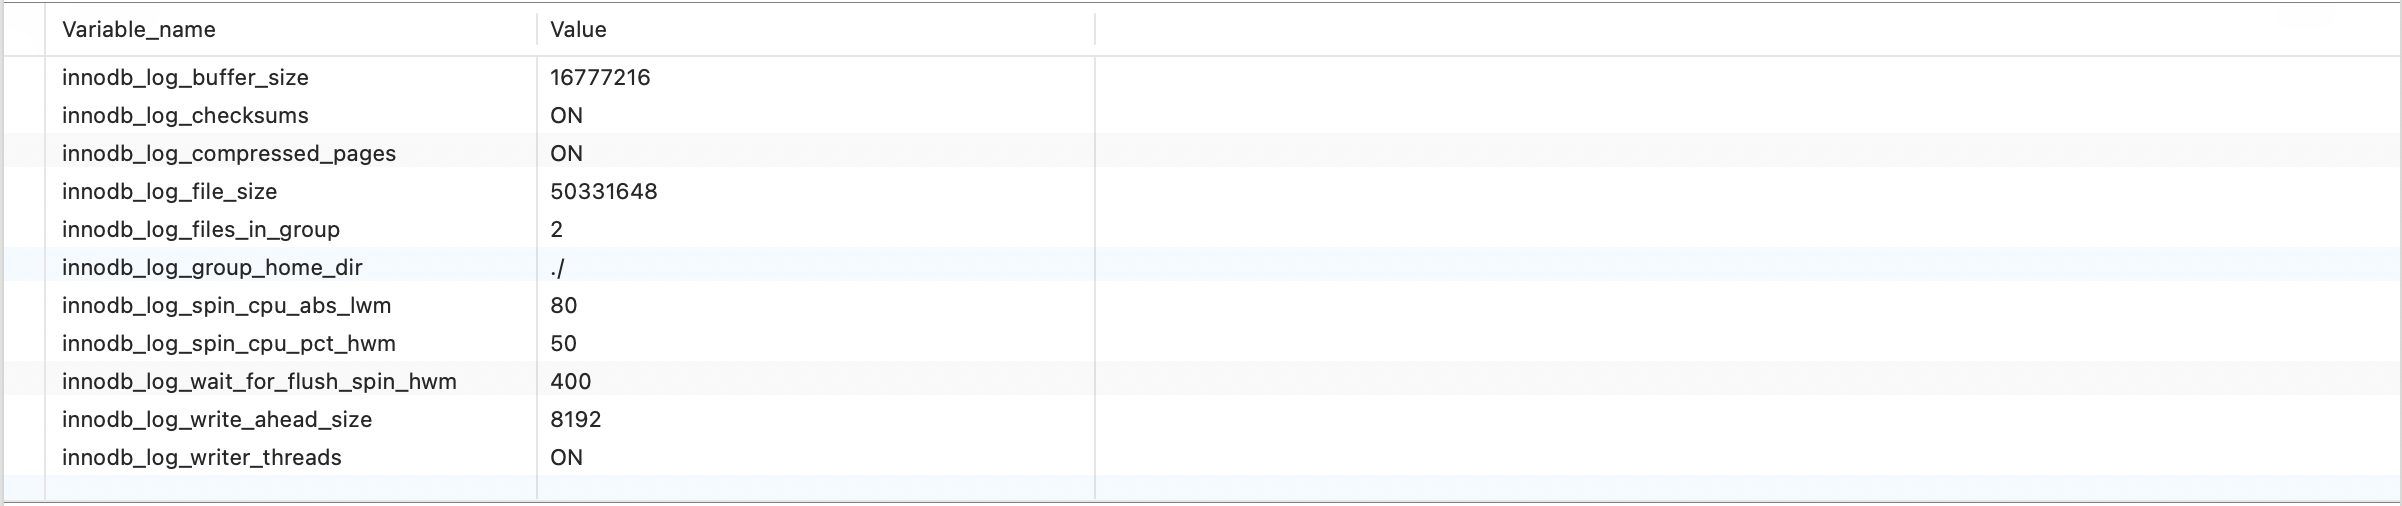 Variable_name Value
innodb_log_buffer_size 16777216
innodb_log_checksums ON
innodb_log_compressed_pages ON
innodb_log_file_size 50331648
innodb_log_files_in_group 2
innodb_log_group_home_dir ./
innodb_log_spin_cpu_abs_lwm 80
innodb_log_spin_cpu_pct_hwm 50
innodb_log_wait_for_flush_spin_hwm 400
innodb_log_write_ahead_size 8192
innodb_log_writer_threads ON